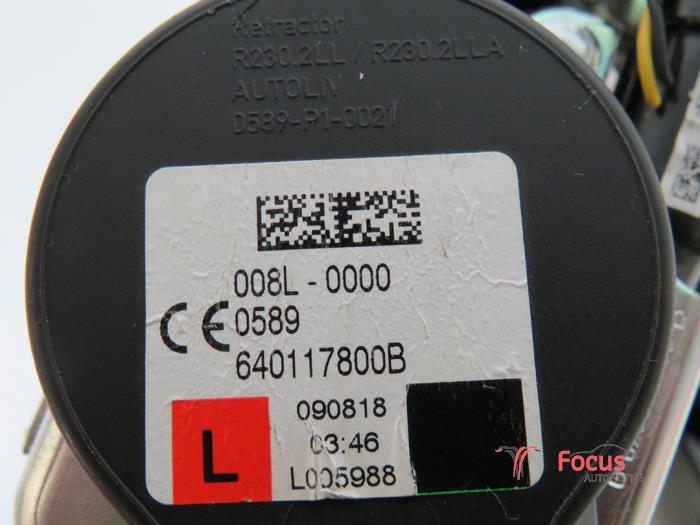 Retractor
R230.2LL / R230.2LLA
AUTOLIV
0589-P1-0021
008L - 0000
CE 0589
640117800B
090818
L
03:46
L005988
Focus
AUTOMOTIVE